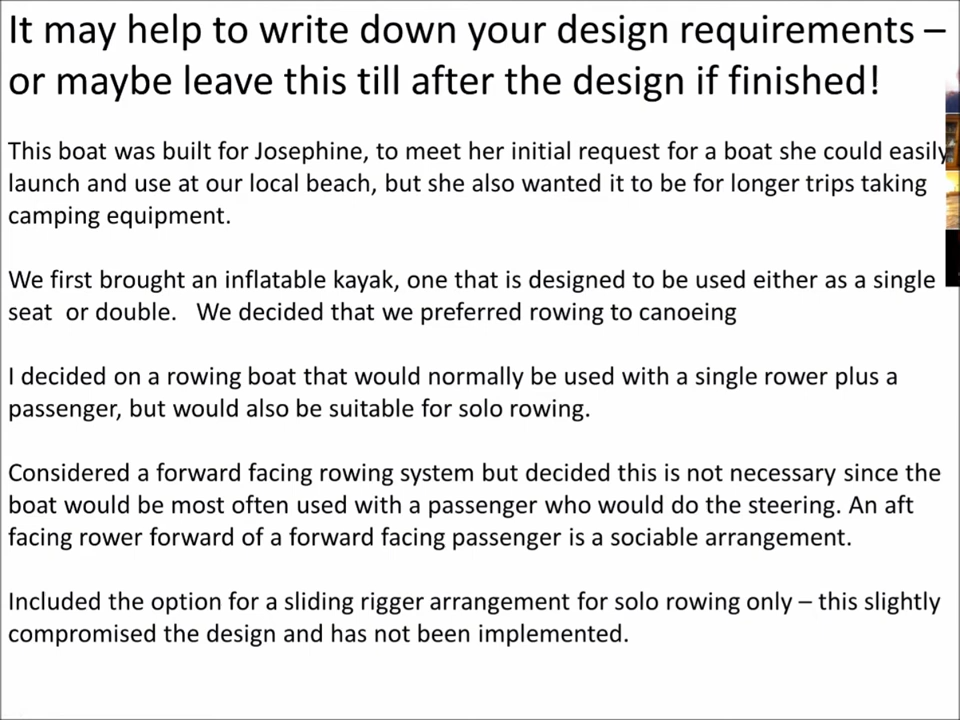 It may help to write down your design requirements –
or maybe leave this till after the design if finished!
This boat was built for Josephine, to meet her initial request for a boat she could easily
launch and use at our local beach, but she also wanted it to be for longer trips taking
camping equipment.
We first brought an inflatable kayak, one that is designed to be used either as a single
seat  or double.   We decided that we preferred rowing to canoeing
I decided on a rowing boat that would normally be used with a single rower plus a
passenger, but would also be suitable for solo rowing.
Considered a forward facing rowing system but decided this is not necessary since the
boat would be most often used with a passenger who would do the steering. An aft
facing rower forward of a forward facing passenger is a sociable arrangement.
Included the option for a sliding rigger arrangement for solo rowing only – this slightly
compromised the design and has not been implemented.